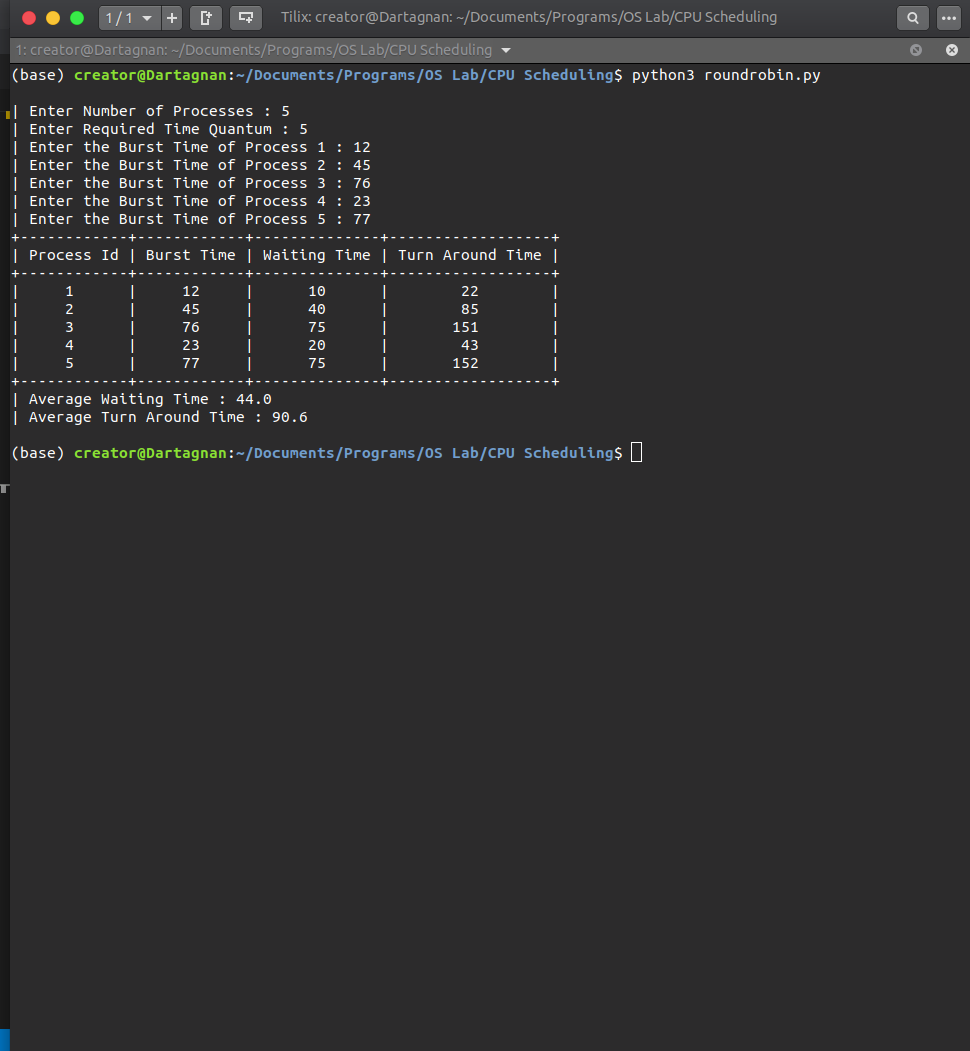 1 / 1
Tilix: creator@Dartagnan: ~/Documents/Programs/OS Lab/CPU Scheduling
1: creator@Dartagnan: ~/Documents/Programs/OS Lab/CPU Scheduling
(base) creator@Dartagnan:~/Documents/Programs/OS Lab/CPU Scheduling$ python3 roundrobin.py
| Enter Number of Processes : 5
| Enter Required Time Quantum : 5
| Enter the Burst Time of Process 1 : 12
| Enter the Burst Time of Process 2 : 45
| Enter the Burst Time of Process 3 : 76
| Enter the Burst Time of Process 4 : 23
| Enter the Burst Time of Process 5 : 77
+------------+------------+--------------+------------------+
| Process Id | Burst Time | Waiting Time | Turn Around Time |
+------------+------------+--------------+------------------+
|     1      |     12     |      10      |        22        |
|     2      |     45     |      40      |        85        |
|     3      |     76     |      75      |       151        |
|     4      |     23     |      20      |        43        |
|     5      |     77     |      75      |       152        |
+------------+------------+--------------+------------------+
| Average Waiting Time : 44.0
| Average Turn Around Time : 90.6
(base) creator@Dartagnan:~/Documents/Programs/OS Lab/CPU Scheduling$